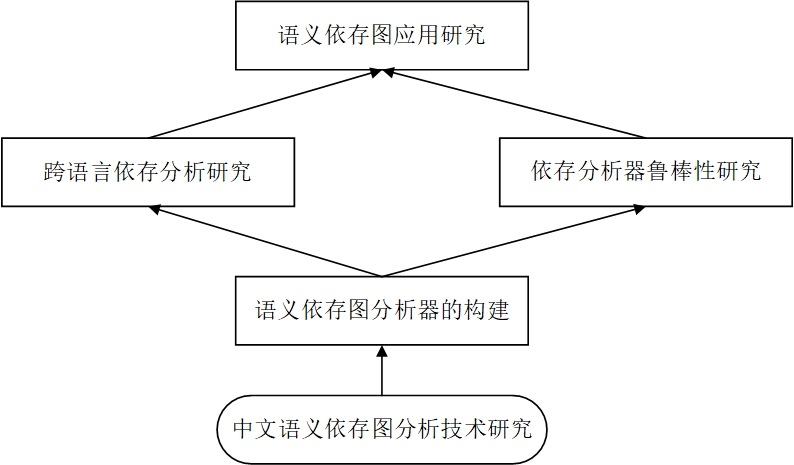 语义依存图应用研究
跨语言依存分析研究
依存分析器鲁棒性研究
语义依存图分析器的构建
中文语义依存图分析技术研究